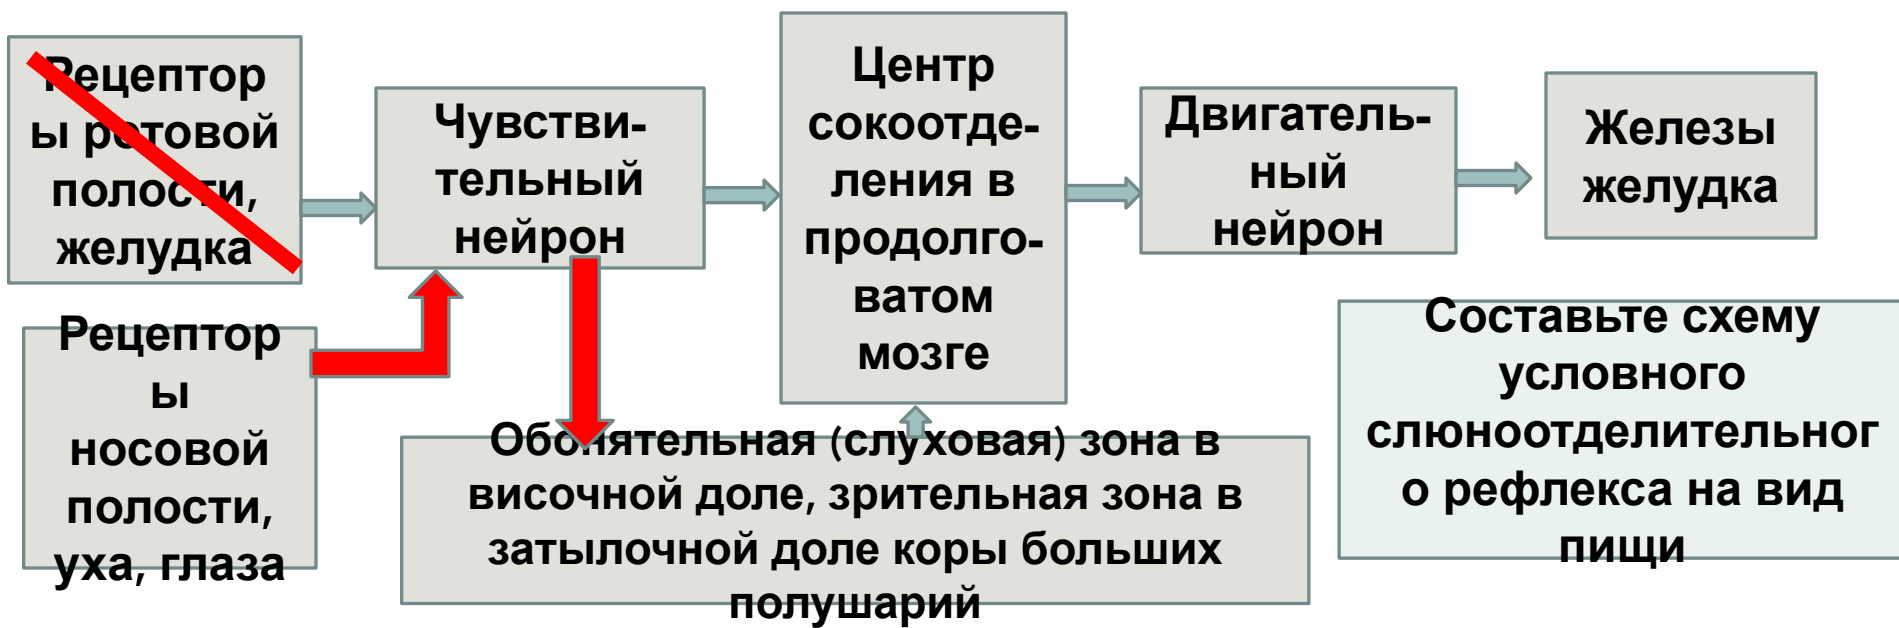 Рецептор
ы ротовой
полости,
желудка
Чувстви-
тельный
нейрон
Центр
сокоотде-
ления в
продолго-
ватом
мозге
Двигатель-
ный
нейрон
Железы
желудка
Рецептор
ы
носовой
полости,
уха, глаза
Обонятельная (слуховая) зона в
височной доле, зрительная зона в
затылочной доле коры больших
полушарий
Составьте схему
условного
слюноотделительног
о рефлекса на вид
пищи